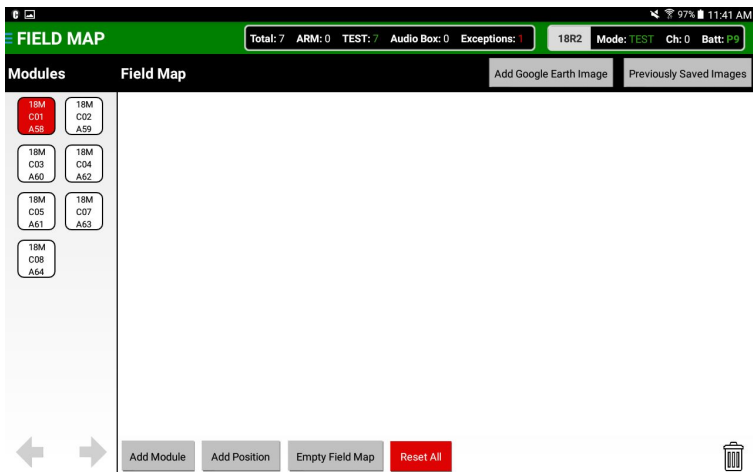 97% 11:41 AM
FIELD MAP
Total: 7 ARM: 0 TEST: 7 Audio Box: 0 Exceptions: 1
18R2 Mode: TEST Ch: 0 Batt: P9
Modules
Field Map
Add Google Earth Image
Previously Saved Images
18M
C01
A58
18M
C02
A59
18M
C03
A60
18M
C04
A62
18M
C05
A61
18M
C07
A63
18M
C08
A64
Add Module
Add Position
Empty Field Map
Reset All